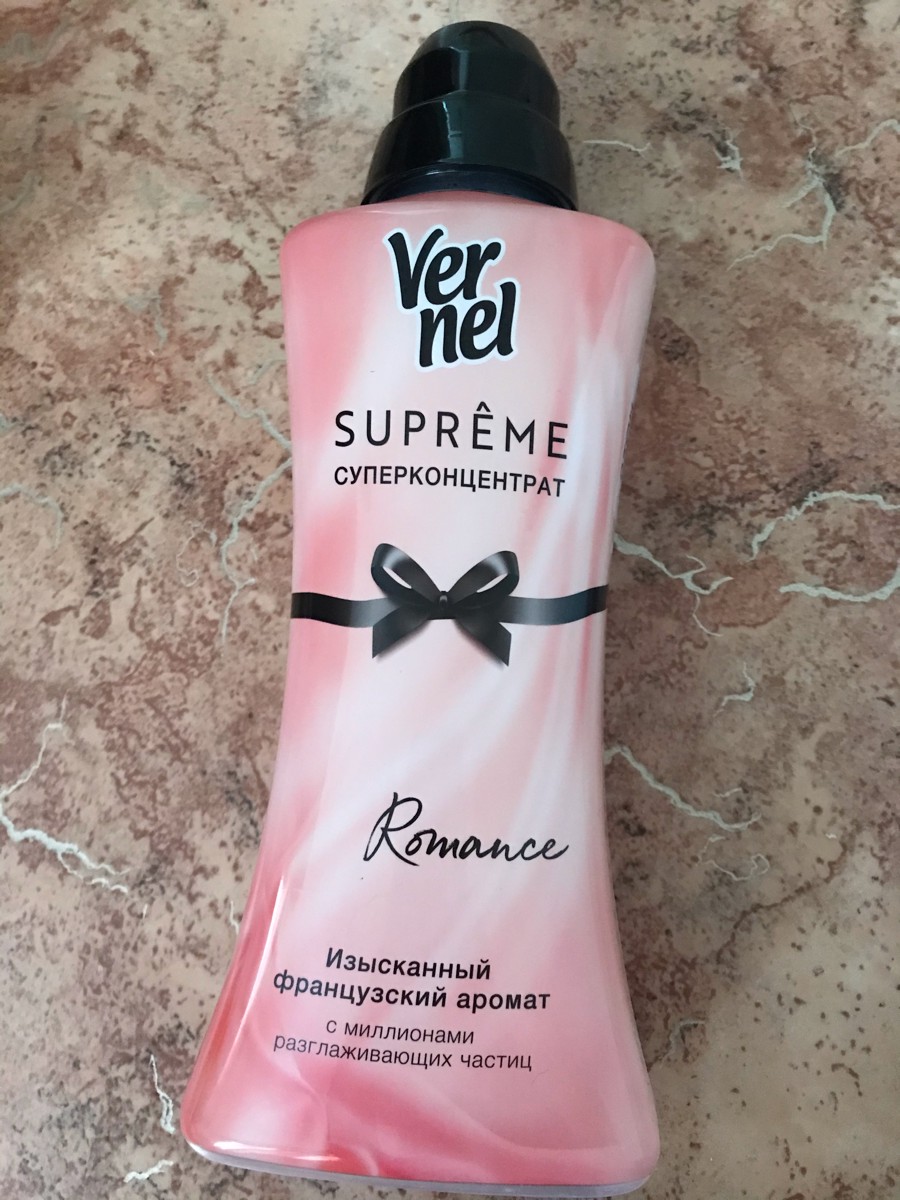 Ver
nel
SUPRÊME
СУПЕРКОНЦЕНТРАТ
Romance
Изысканный
французский аромат
с миллионами
разглаживающих частиц